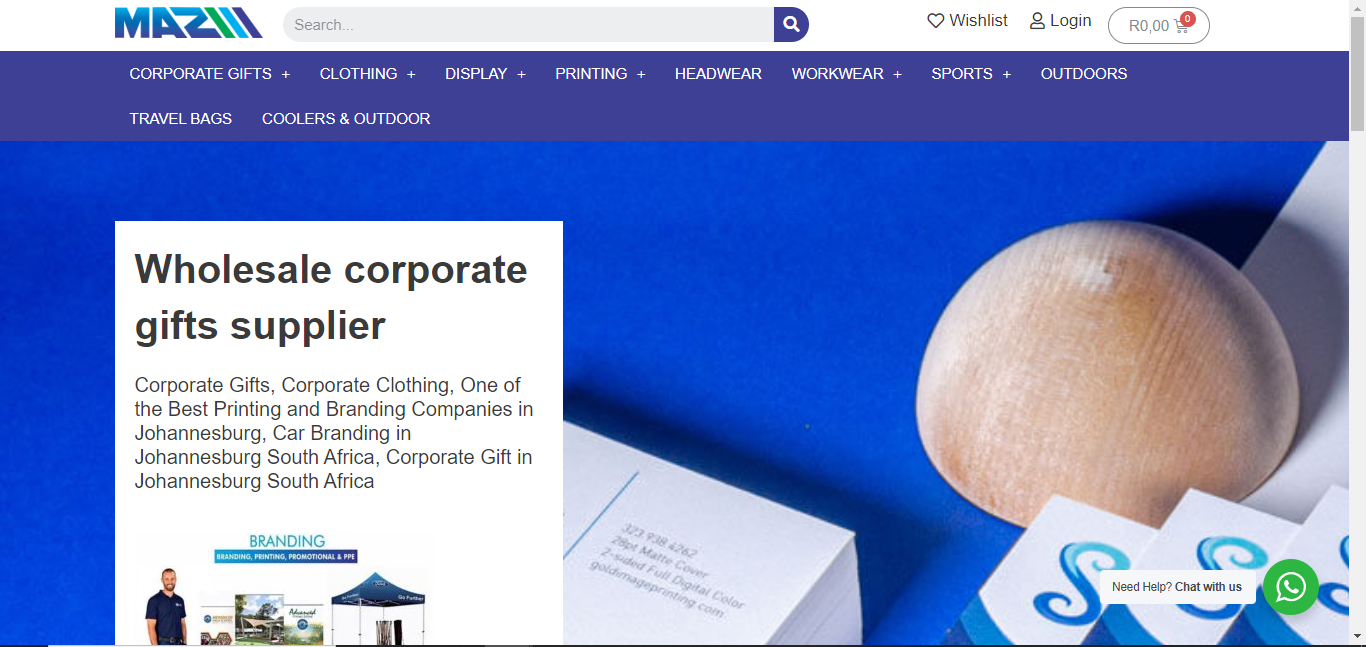 MAZ
Search...
Wishlist
Login
R0,00
0
CORPORATE GIFTS +
CLOTHING +
DISPLAY +
PRINTING +
HEADWEAR
WORKWEAR +
SPORTS +
OUTDOORS
TRAVEL BAGS
COOLERS & OUTDOOR
Wholesale corporate
gifts supplier
Corporate Gifts, Corporate Clothing, One of
the Best Printing and Branding Companies in
Johannesburg, Car Branding in
Johannesburg South Africa, Corporate Gift in
Johannesburg South Africa
BRANDING
BRANDING, PRINTING, PROMOTIONAL & PPE
Go Further
Advanced
323 938 4262
28pt Matte Cover
2-sided Full Digital Color
goldimageprinting.com
Need Help? Chat with us